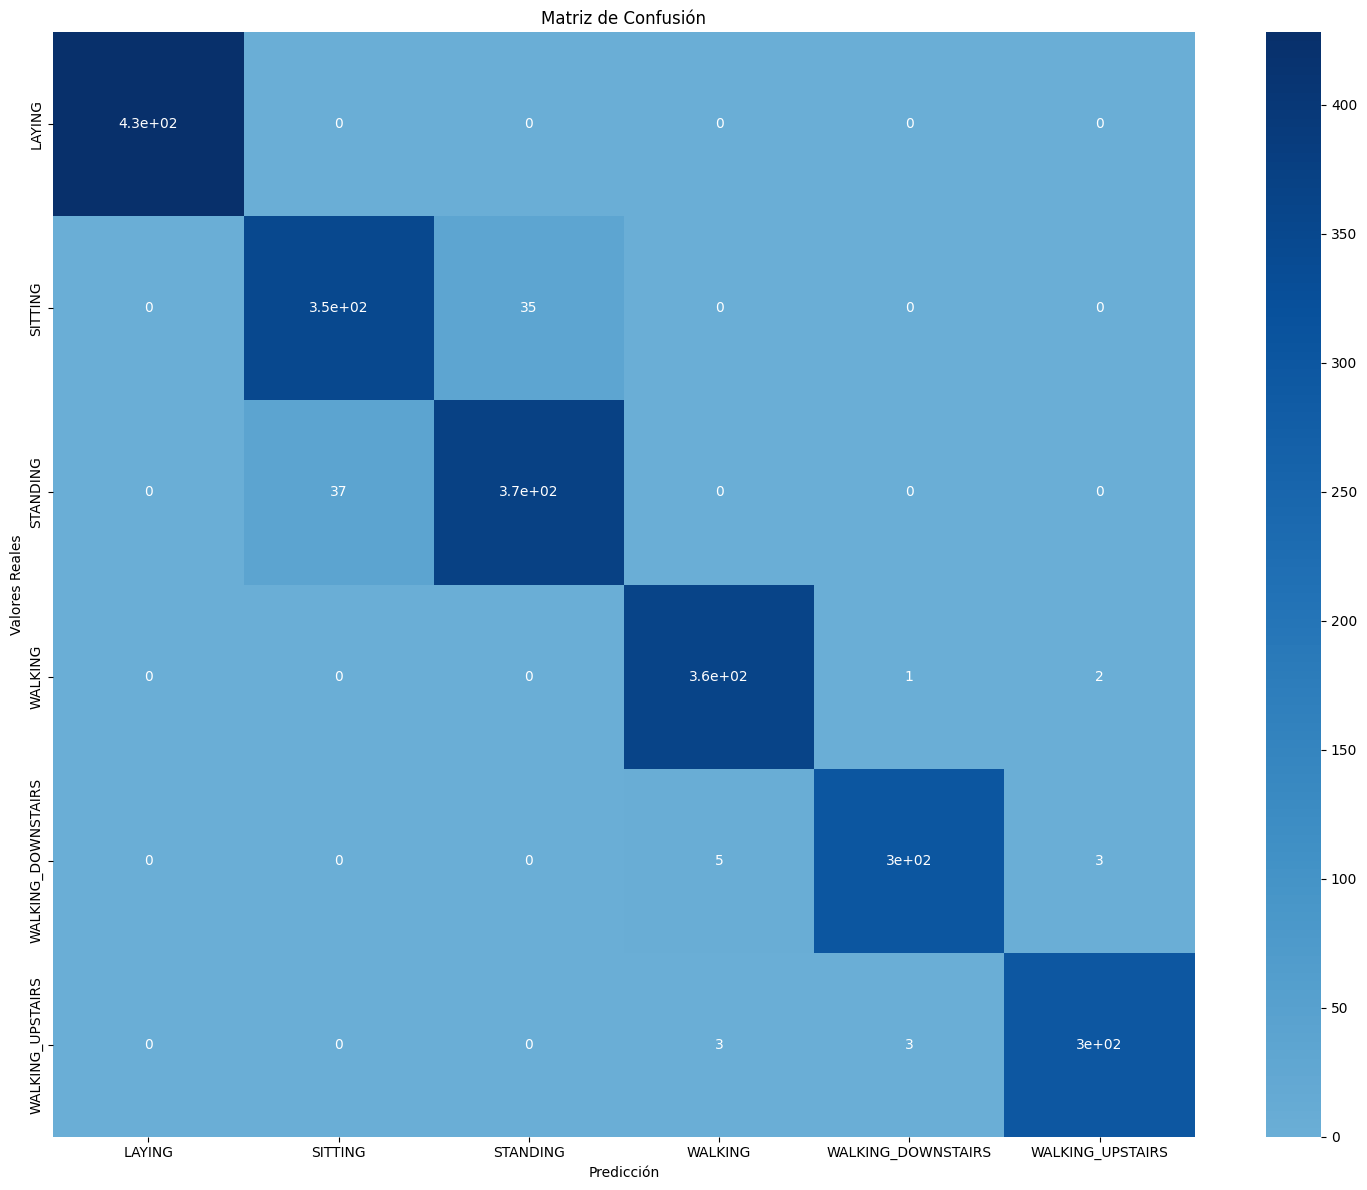 Matriz de Confusión
LAYING 4.3e+02 0 0 0 0 0
SITTING 0 3.5e+02 35 0 0 0
STANDING 0 37 3.7e+02 0 0 0
WALKING 0 0 0 3.6e+02 1 2
WALKING_DOWNSTAIRS 0 0 0 5 3e+02 3
WALKING_UPSTAIRS 0 0 0 3 3 3e+02
Valores Reales
LAYING SITTING STANDING WALKING WALKING_DOWNSTAIRS WALKING_UPSTAIRS
Predicción
400
350
300
250
200
150
100
50
0